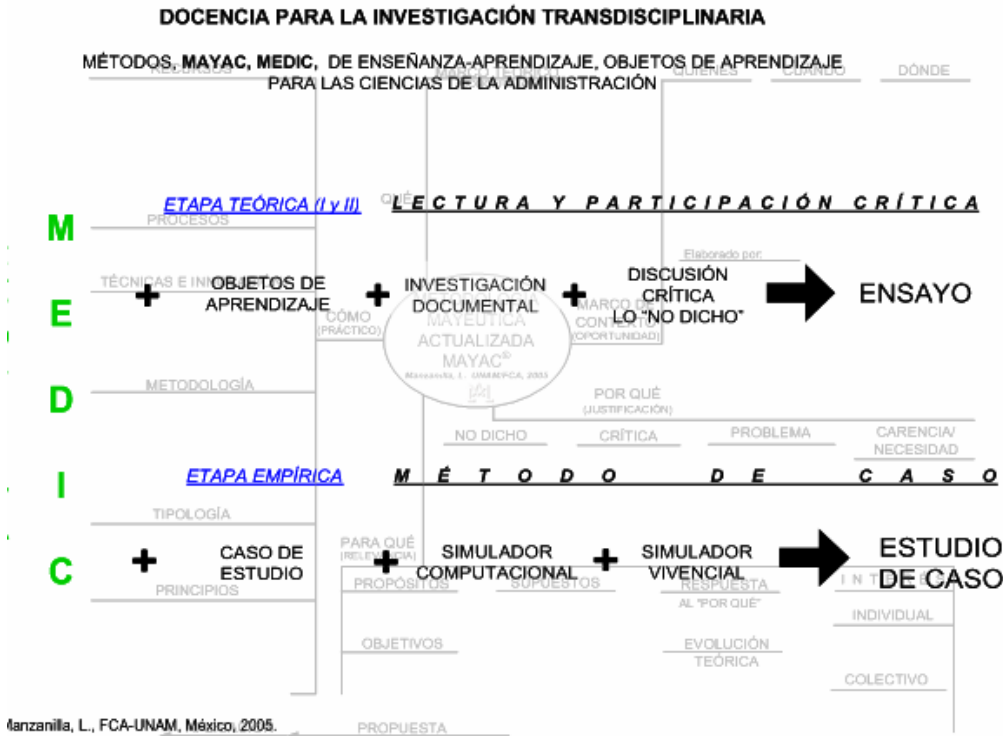 DOCENCIA PARA LA INVESTIGACIÓN TRANSDISCIPLINARIA
MÉTODOS, MAYAC, MEDIC, DE ENSEÑANZA-APRENDIZAJE, OBJETOS DE APRENDIZAJE
PARA LAS CIENCIAS DE LA ADMINISTRACIÓN
RECURSOS
MARCO TEÓRICO
QUIÉNES
CUÁNDO
DÓNDE
ETAPA TEÓRICA (I y II)
QUÉ
LECTURA Y PARTICIPACIÓN CRÍTICA
PROCESOS
M
E
D
I
C
Elaborado por:
TÉCNICAS E
+ OBJETOS DE
APRENDIZAJE
+ INVESTIGACIÓN
DOCUMENTAL
+ DISCUSIÓN
CRÍTICA
LO "NO DICHO"
ENSAYO
CÓMO
(PRÁCTICO)
MAYÉUTICA
ACTUALIZADA
MAYAC®
Manzanilla, L. UNAM/FCA, 2003
MARCO DE
CONTEXTO
(OPORTUNIDAD)
METODOLOGÍA
POR QUÉ
(JUSTIFICACIÓN)
NO DICHO
CRÍTICA
PROBLEMA
CARENCIA/
NECESIDAD
ETAPA EMPÍRICA
MÉTODO DE CASO
TIPOLOGÍA
PARA QUÉ
(RELEVANCIA)
+ CASO DE
ESTUDIO
+ SIMULADOR
COMPUTACIONAL
+ SIMULADOR
VIVENCIAL
ESTUDIO
DE CASO
PRINCIPIOS
PROPÓSITOS
SUPUESTOS
RESPUESTA
AL "POR QUÉ"
INTERÉS
INDIVIDUAL
OBJETIVOS
EVOLUCIÓN
TEÓRICA
COLECTIVO
Manzanilla, L., FCA-UNAM, México, 2005.
PROPUESTA